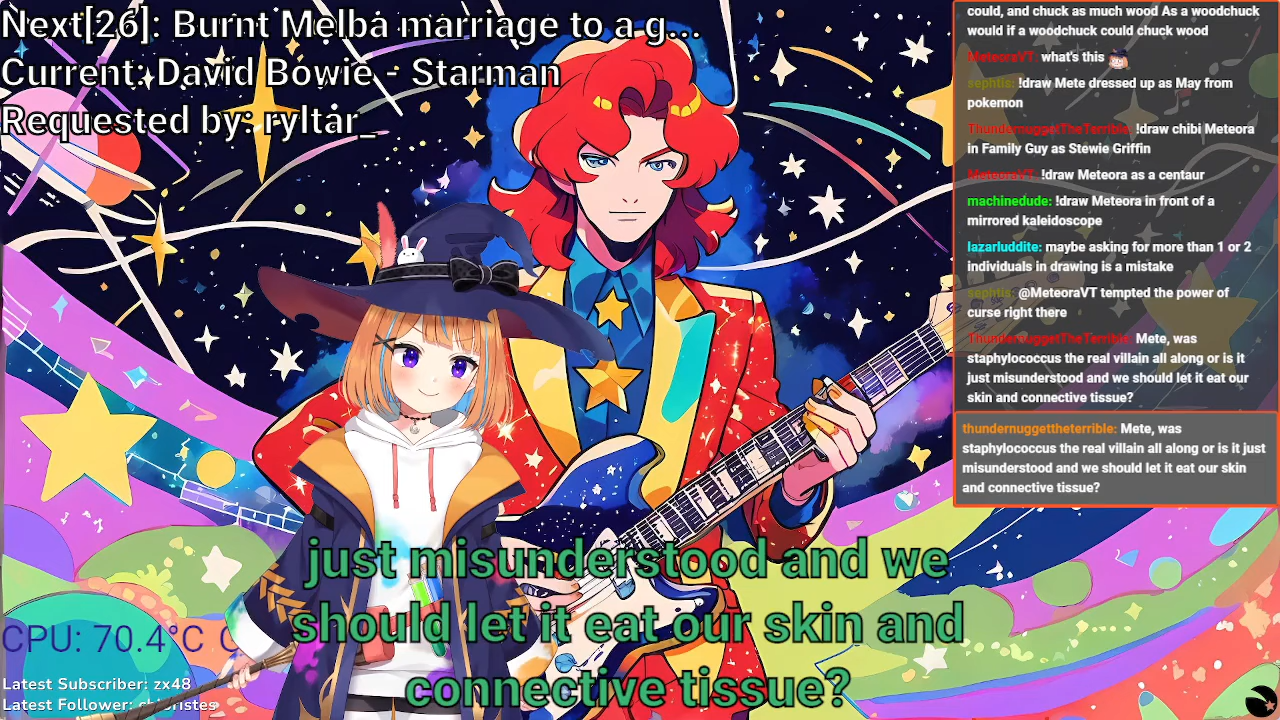 Next[26]: Burnt Melba marriage to a g...
Current: David Bowie - Starman
Requested by: ryltar_
could, and chuck as much wood As a woodchuck
would if a woodchuck could chuck wood
MeteoraVT: what's this
sephtis: !draw Mete dressed up as May from
pokemon
ThundernuggetTheTerrible: !draw chibi Meteora
in Family Guy as Stewie Griffin
MeteoraVT: !draw Meteora as a centaur
machinedude: !draw Meteora in front of a
mirrored kaleidoscope
lazarluddite: maybe asking for more than 1 or 2
individuals in drawing is a mistake
sephtis: @MeteoraVT tempted the power of
curse right there
ThundernuggetTheTerrible: Mete, was
staphylococcus the real villain all along or is it
just misunderstood and we should let it eat our
skin and connective tissue?
thundernuggettheterrible: Mete, was
staphylococcus the real villain all along or is it just
misunderstood and we should let it eat our skin
and connective tissue?
just misunderstood and we
should let it eat our skin and
connective tissue?
CPU: 70.4°C
Latest Subscriber: zx48
Latest Follower: